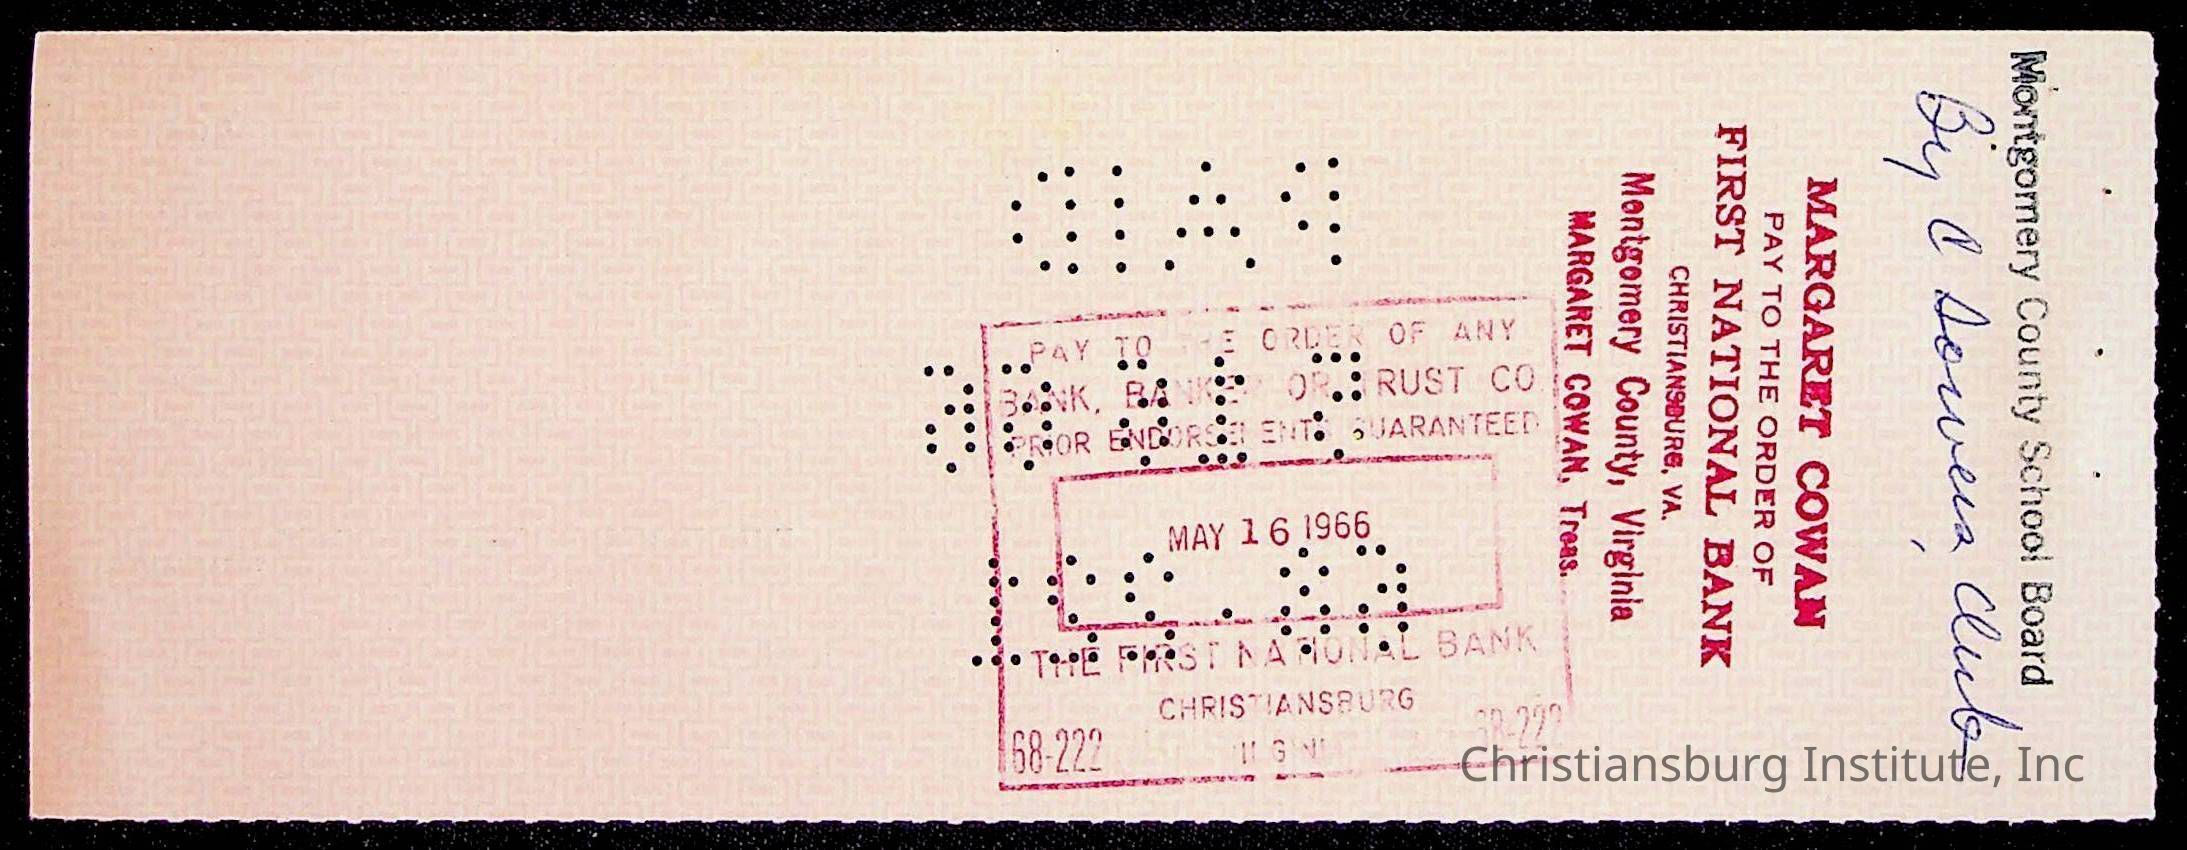 Montgomery County School Board
By A Sowers, Clerk
MARGARET COWAN
PAY TO THE ORDER OF
FIRST NATIONAL BANK
CHRISTIANSBURG, VA.
Montgomery County, Virginia
MARGARET COWAN, Treas.
PAY TO THE ORDER OF ANY
BANK, BANKER OR TRUST CO.
PRIOR ENDORSEMENTS GUARANTEED
MAY 16 1966
THE FIRST NATIONAL BANK
CHRISTIANSBURG
68-222 68-222
PAID
Christiansburg Institute, Inc